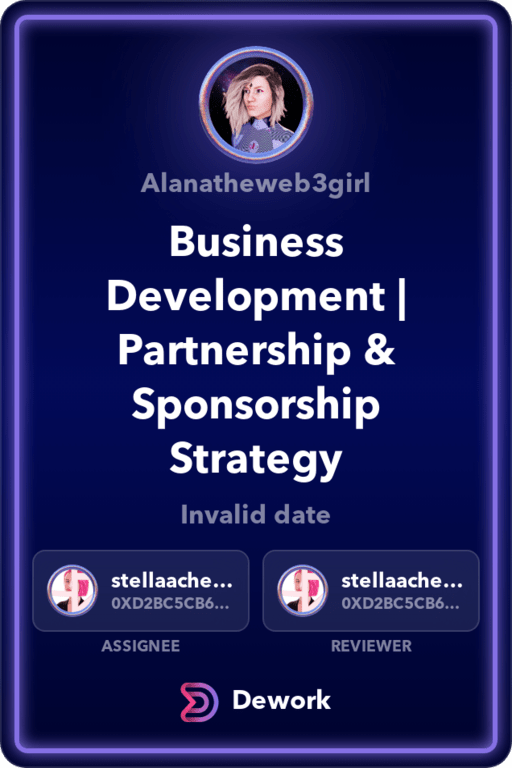 Alanatheweb3girl
Business
Development |
Partnership &
Sponsorship
Strategy
Invalid date
stellaache...
0XD2BC5CB6...
ASSIGNEE
stellaache...
0XD2BC5CB6...
REVIEWER
Dework